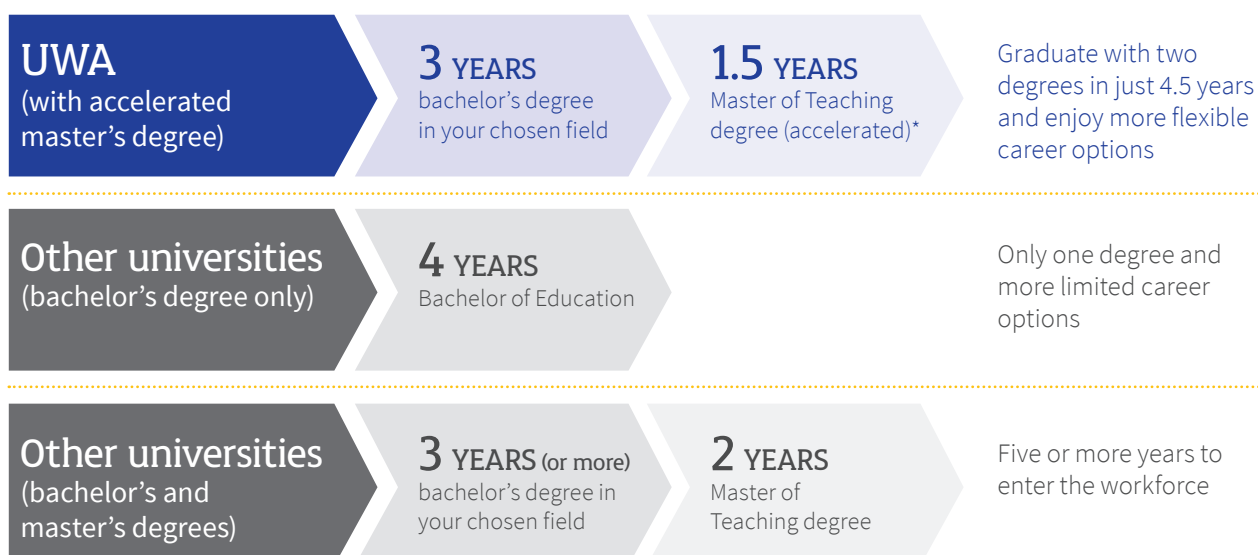 UWA
(with accelerated
master’s degree)
3 YEARS
bachelor’s degree
in your chosen field
1.5 YEARS
Master of Teaching
degree (accelerated)*
Graduate with two
degrees in just 4.5 years
and enjoy more flexible
career options
Other universities
(bachelor’s degree only)
4 YEARS
Bachelor of Education
Only one degree and
more limited career
options
Other universities
(bachelor’s and
master’s degrees)
3 YEARS (or more)
bachelor’s degree in
your chosen field
2 YEARS
Master of
Teaching degree
Five or more years to
enter the workforce